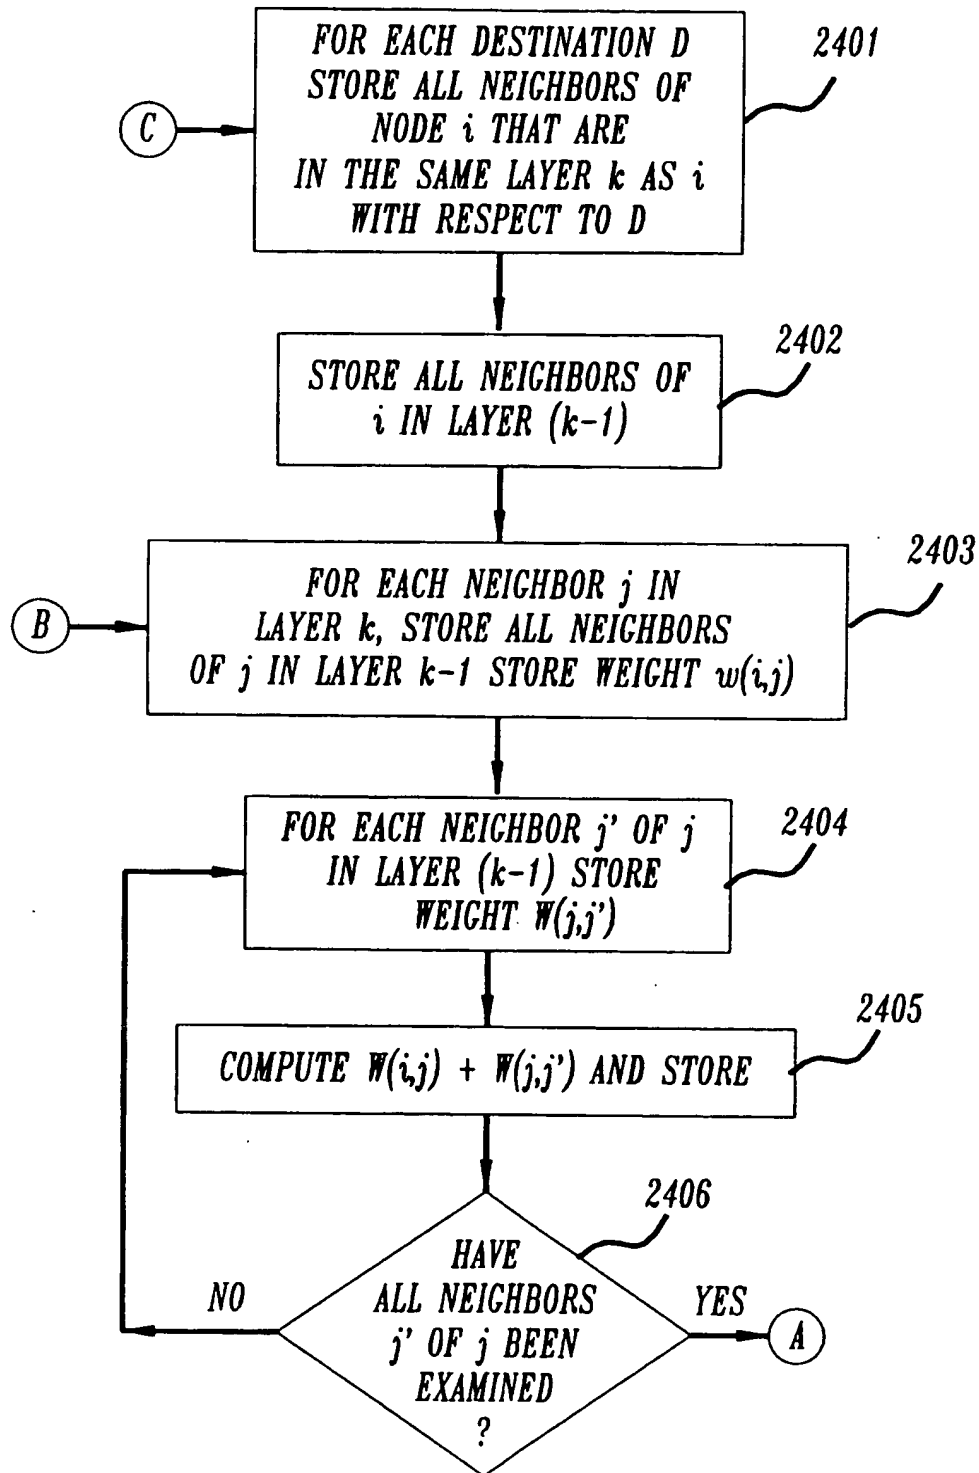 FOR EACH DESTINATION D
STORE ALL NEIGHBORS OF
NODE i THAT ARE
IN THE SAME LAYER k AS i
WITH RESPECT TO D
2401
C
STORE ALL NEIGHBORS OF
i IN LAYER (k-1)
2402
FOR EACH NEIGHBOR j IN
LAYER k, STORE ALL NEIGHBORS
OF j IN LAYER k-1 STORE WEIGHT w(i,j)
2403
B
FOR EACH NEIGHBOR j' OF j
IN LAYER (k-1) STORE
WEIGHT W(j,j')
2404
COMPUTE W(i,j) + W(j,j') AND STORE
2405
HAVE
ALL NEIGHBORS
j' OF j BEEN
EXAMINED
?
2406
NO
YES
A